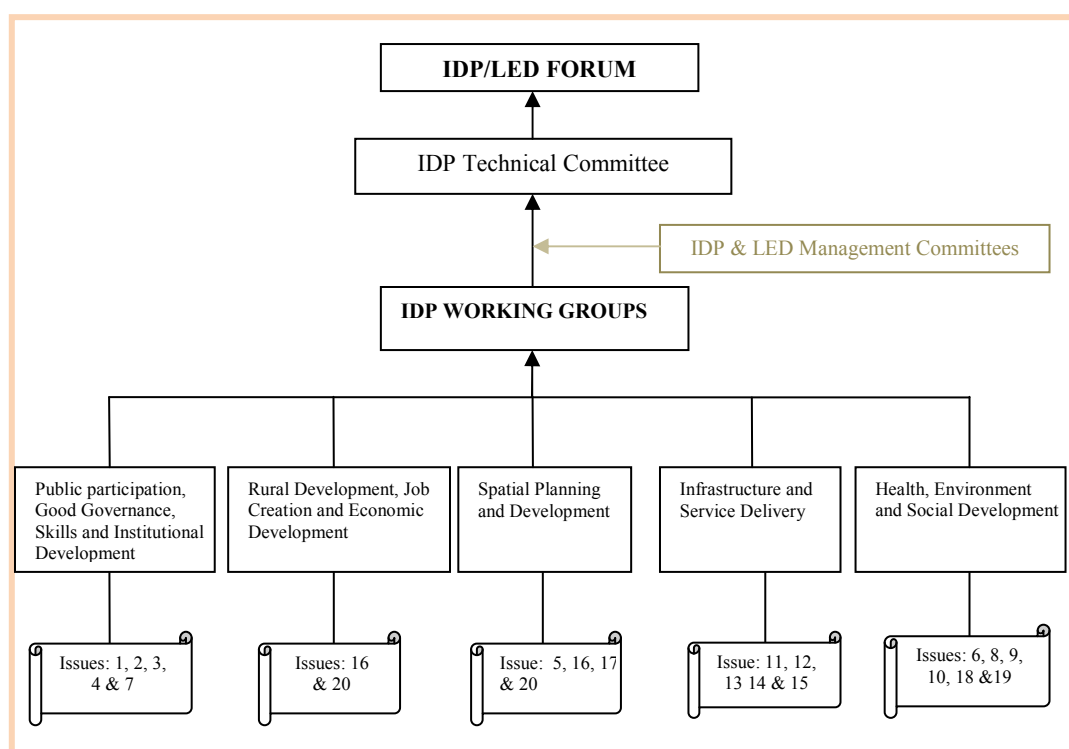 IDP/LED FORUM
IDP Technical Committee
IDP & LED Management Committees
IDP WORKING GROUPS
Public participation,
Good Governance,
Skills and Institutional
Development
Rural Development, Job
Creation and Economic
Development
Spatial Planning
and Development
Infrastructure and
Service Delivery
Health, Environment
and Social Development
Issues: 1, 2, 3,
4 & 7
Issues: 16
& 20
Issue:  5, 16, 17
& 20
Issue: 11, 12,
13 14 & 15
Issues: 6, 8, 9,
10, 18 &19